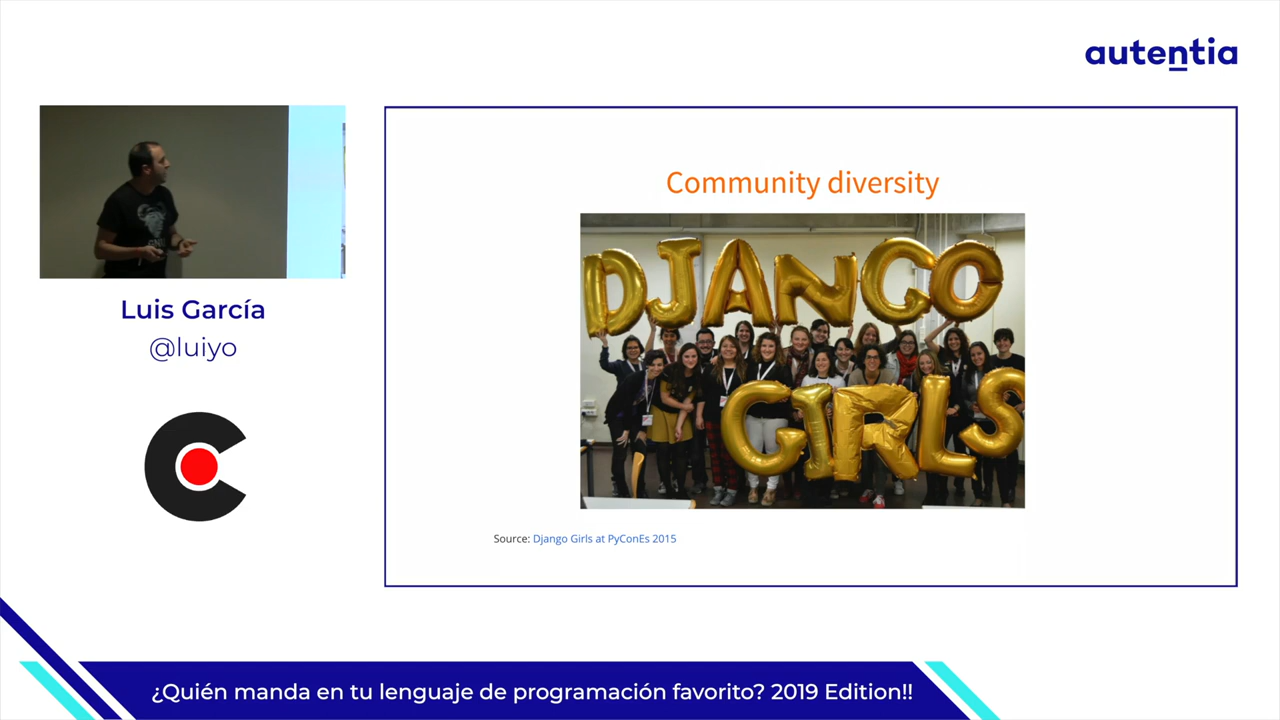 autentia
Community diversity
DJANGO
GIRLS
Luis García
@luiyo
Source: Django Girls at PyConEs 2015
¿Quién manda en tu lenguaje de programación favorito? 2019 Edition!!